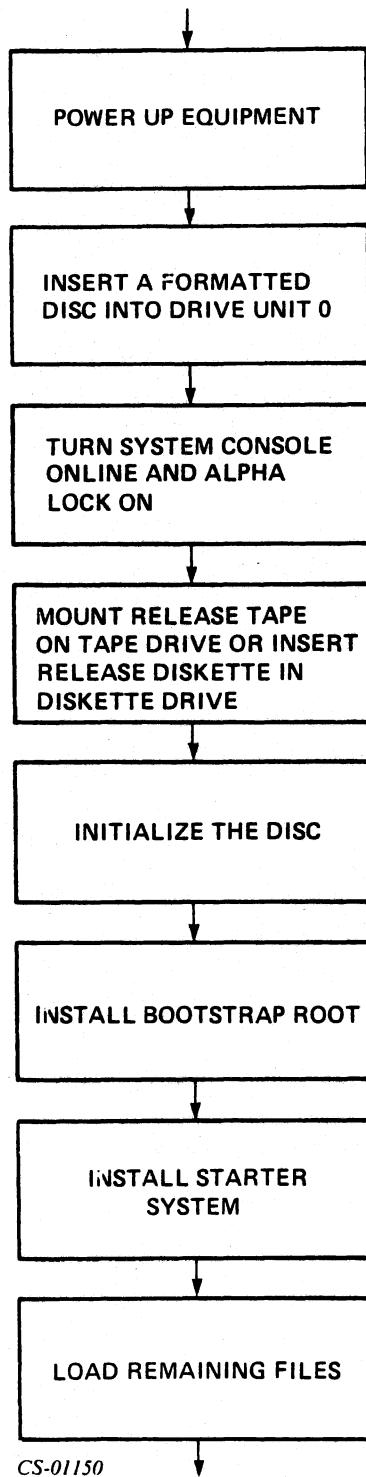 POWER UP EQUIPMENT
INSERT A FORMATTED
DISC INTO DRIVE UNIT 0
TURN SYSTEM CONSOLE
ONLINE AND ALPHA
LOCK ON
MOUNT RELEASE TAPE
ON TAPE DRIVE OR INSERT
RELEASE DISKETTE IN
DISKETTE DRIVE
INITIALIZE THE DISC
INSTALL BOOTSTRAP ROOT
INSTALL STARTER
SYSTEM
LOAD REMAINING FILES
CS-01150